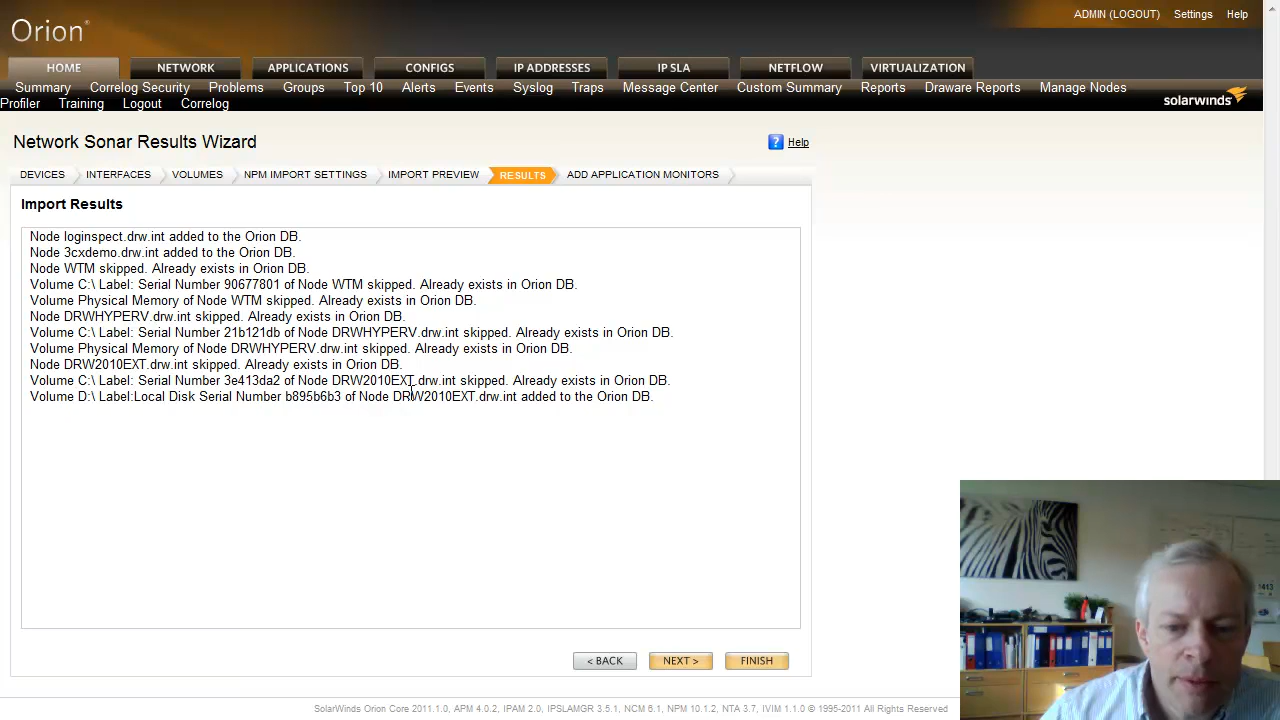 ADMIN (LOGOUT) Settings Help
Orion
HOME NETWORK APPLICATIONS CONFIGS IP ADDRESSES IP SLA NETFLOW VIRTUALIZATION
Summary Correlog Security Problems Groups Top 10 Alerts Events Syslog Traps Message Center Custom Summary Reports Draware Reports Manage Nodes
Profiler Training Logout Correlog
solarwinds
Network Sonar Results Wizard
? Help
DEVICES INTERFACES VOLUMES NPM IMPORT SETTINGS IMPORT PREVIEW RESULTS ADD APPLICATION MONITORS
Import Results
Node loginspect.drw.int added to the Orion DB.
Node 3cxdemo.drw.int added to the Orion DB.
Node WTM skipped. Already exists in Orion DB.
Volume C:\ Label: Serial Number 90677801 of Node WTM skipped. Already exists in Orion DB.
Volume Physical Memory of Node WTM skipped. Already exists in Orion DB.
Node DRWHYPERV.drw.int skipped. Already exists in Orion DB.
Volume C:\ Label: Serial Number 21b121db of Node DRWHYPERV.drw.int skipped. Already exists in Orion DB.
Volume Physical Memory of Node DRWHYPERV.drw.int skipped. Already exists in Orion DB.
Node DRW2010EXT.drw.int skipped. Already exists in Orion DB.
Volume C:\ Label: Serial Number 3e413da2 of Node DRW2010EXT.drw.int skipped. Already exists in Orion DB.
Volume D:\ Label:Local Disk Serial Number b895b6b3 of Node DRW2010EXT.drw.int added to the Orion DB.
< BACK NEXT > FINISH
SolarWinds Orion Core 2011.1.0, APM 4.0.2, IPAM 2.0, IPSLAMGR 3.5.1, NCM 6.1, NPM 10.1.2, NTA 3.7, IVIM 1.1.0 © 1995-2011 All Rights Reserved